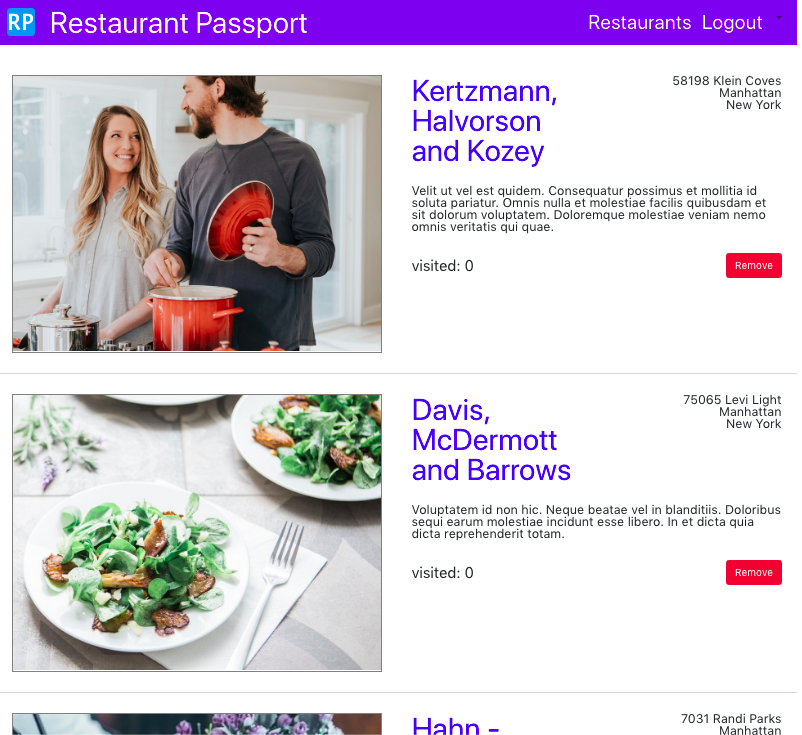 RP Restaurant Passport Restaurants Logout
Kertzmann,
Halvorson
and Kozey
58198 Klein Coves
Manhattan
New York
Velit ut vel est quidem. Consequatur possimus et mollitia id
soluta pariatur. Omnis nulla et molestiae facilis quibusdam et
sit dolorum voluptatem. Doloremque molestiae veniam nemo
omnis veritatis qui quae.
visited: 0 Remove
Davis,
McDermott
and Barrows
75065 Levi Light
Manhattan
New York
Voluptatem id non hic. Neque beatae vel in blanditiis. Doloribus
sequi earum molestiae incidunt esse libero. In et dicta quia
dicta reprehenderit totam.
visited: 0 Remove
Hahn -
7031 Randi Parks
Manhattan